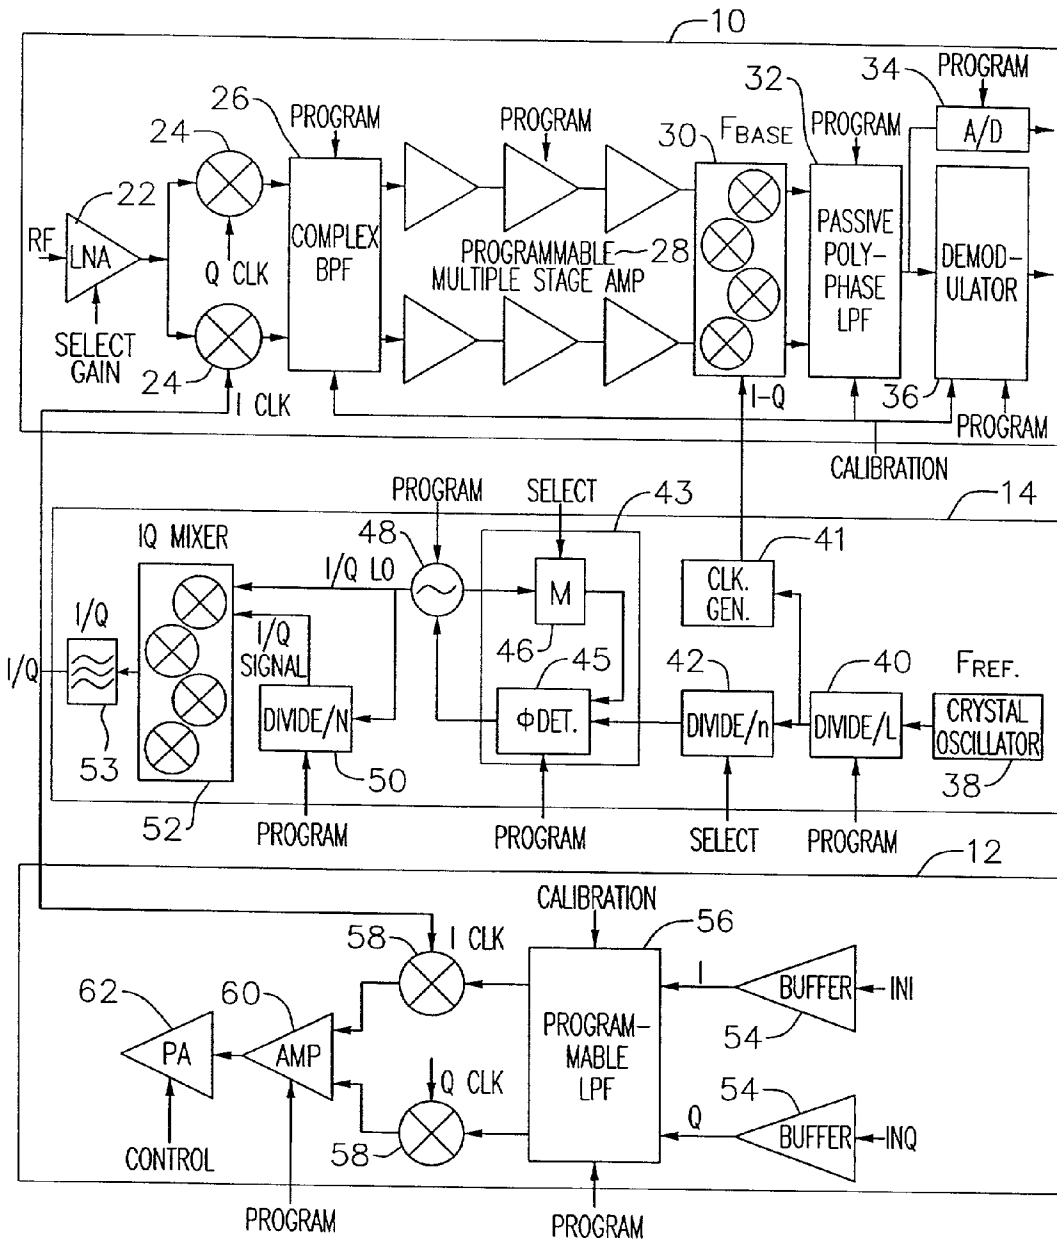 10
PROGRAM
34
32
26
PROGRAM
PROGRAM
F BASE
PROGRAM
A/D
24
30
22
RF
LNA
COMPLEX
BPF
PASSIVE
POLY-
PHASE
LPF
DEMOD-
ULATOR
Q CLK
PROGRAMMABLE 28
MULTIPLE STAGE AMP
SELECT
GAIN
24
I CLK
I-Q
36
PROGRAM
CALIBRATION
PROGRAM
SELECT
43
14
IQ MIXER
48
41
I/Q LO
M
CLK.
GEN.
I/Q
I/Q
SIGNAL
46
45
42
40
F REF.
I/Q
DIVIDE/N
ΦDET.
DIVIDE/n
DIVIDE/L
CRYSTAL
OSCILLATOR
53
50
38
52
PROGRAM
PROGRAM
SELECT
PROGRAM
12
CALIBRATION
58
I CLK
56
I
BUFFER
INI
62
60
54
PA
AMP
PROGRAM-
MABLE
LPF
Q CLK
54
Q
BUFFER
INQ
CONTROL
58
PROGRAM
PROGRAM